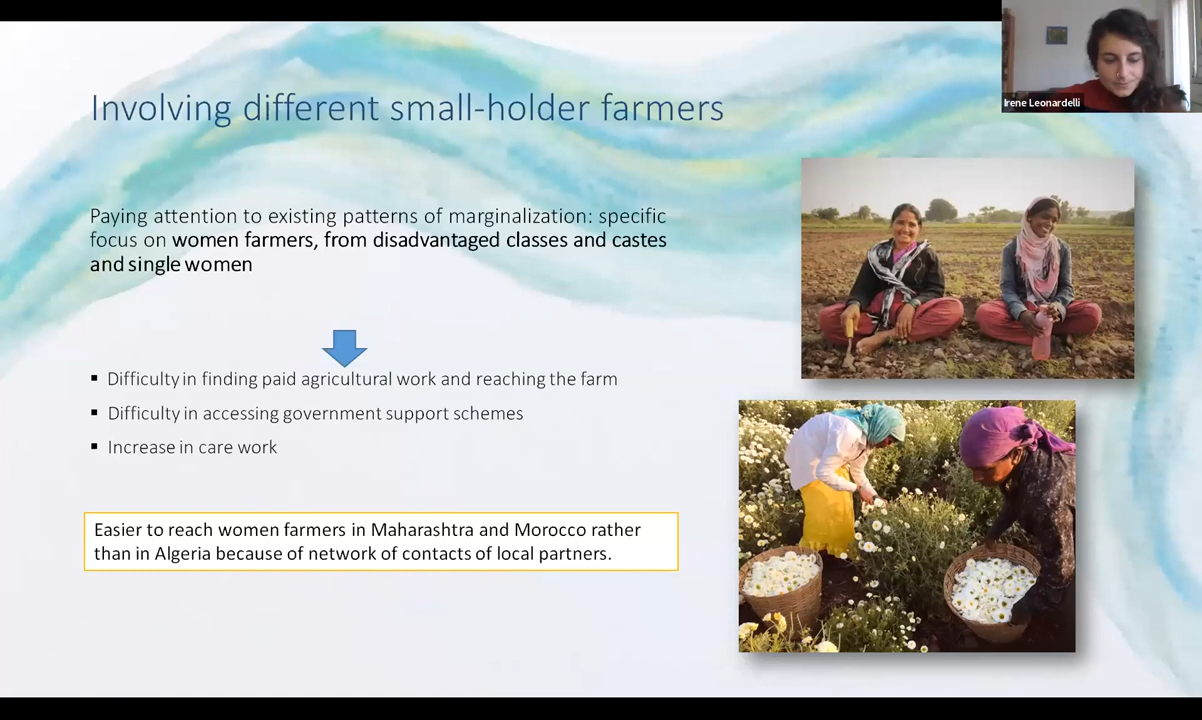 Irene Leonardelli
Involving different small-holder farmers
Paying attention to existing patterns of marginalization: specific
focus on women farmers, from disadvantaged classes and castes
and single women
▪ Difficulty in finding paid agricultural work and reaching the farm
▪ Difficulty in accessing government support schemes
▪ Increase in care work
Easier to reach women farmers in Maharashtra and Morocco rather
than in Algeria because of network of contacts of local partners.